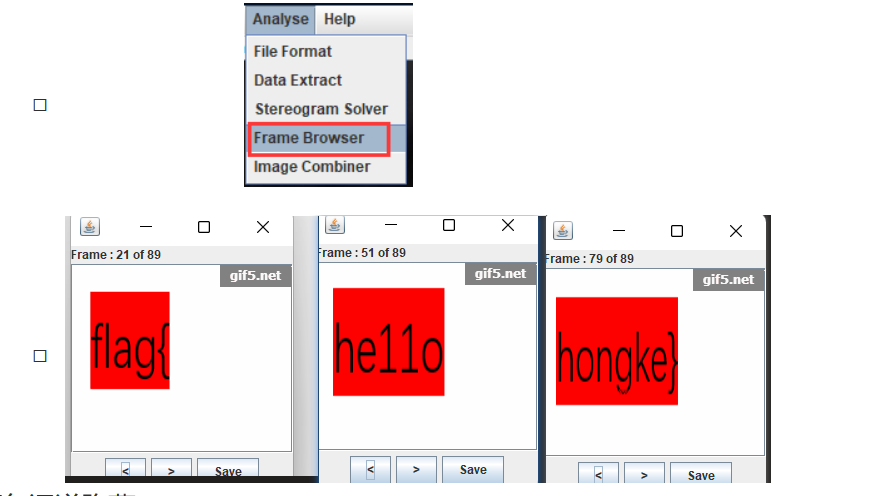 Analyse Help
File Format
Data Extract
Stereogram Solver
Frame Browser
Image Combiner
Frame : 21 of 89
gif5.net
flag{
< > Save
Frame : 51 of 89
gif5.net
he11o
< > Save
Frame : 79 of 89
gif5.net
hongke}
< > Save